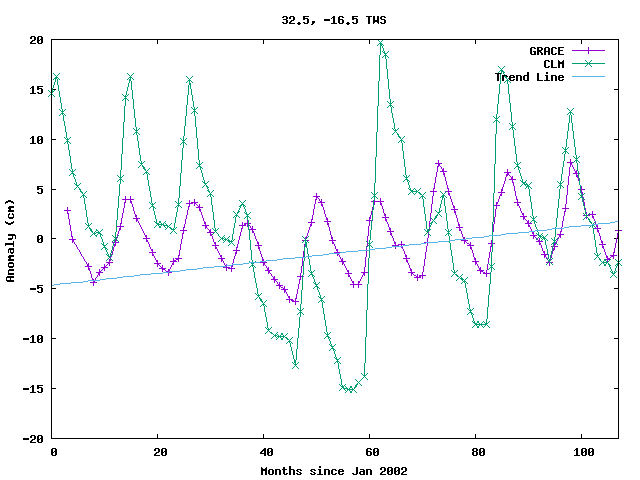 32.5, -16.5 TWS
GRACE
CLM
Trend Line
20
15
10
5
0
-5
-10
-15
-20
Anomaly (cm)
0 20 40 60 80 100
Months since Jan 2002